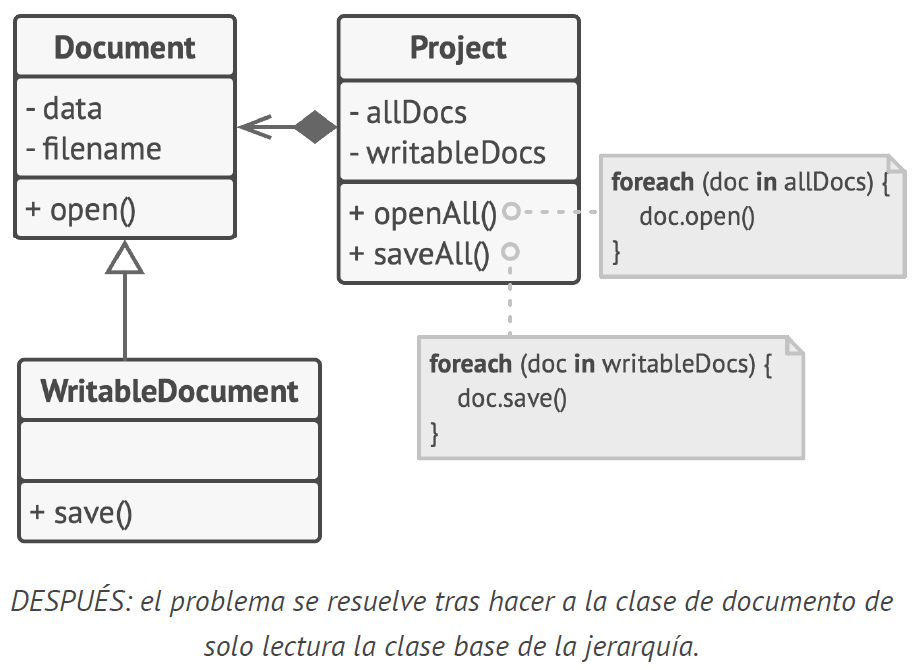 Document
- data
- filename
+ open()
Project
- allDocs
- writableDocs
+ openAll()
+ saveAll()
foreach (doc in allDocs) {
doc.open()
}
foreach (doc in writableDocs) {
doc.save()
}
WritableDocument
+ save()
DESPUÉS: el problema se resuelve tras hacer a la clase de documento de
solo lectura la clase base de la jerarquía.